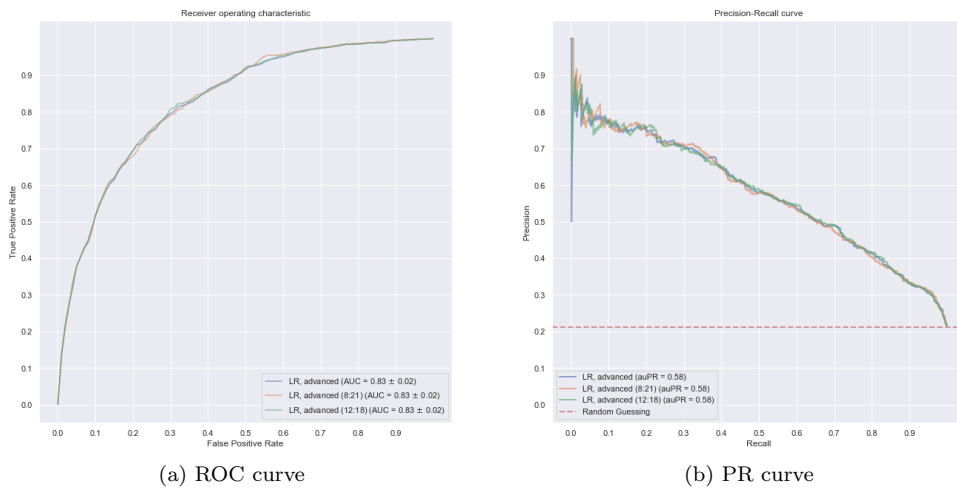 Receiver operating characteristic
True Positive Rate
0.9
0.8
0.7
0.6
0.5
0.4
0.3
0.2
0.1
0.0
0.0 0.1 0.2 0.3 0.4 0.5 0.6 0.7 0.8 0.9
False Positive Rate
LR, advanced (AUC = 0.83 ± 0.02)
LR, advanced (8:21) (AUC = 0.83 ± 0.02)
LR, advanced (12:18) (AUC = 0.83 ± 0.02)
(a) ROC curve
Precision-Recall curve
Precision
0.9
0.8
0.7
0.6
0.5
0.4
0.3
0.2
0.1
0.0
LR, advanced (auPR = 0.58)
LR, advanced (8:21) (auPR = 0.58)
LR, advanced (12:18) (auPR = 0.58)
Random Guessing
0.0 0.1 0.2 0.3 0.4 0.5 0.6 0.7 0.8 0.9
Recall
(b) PR curve